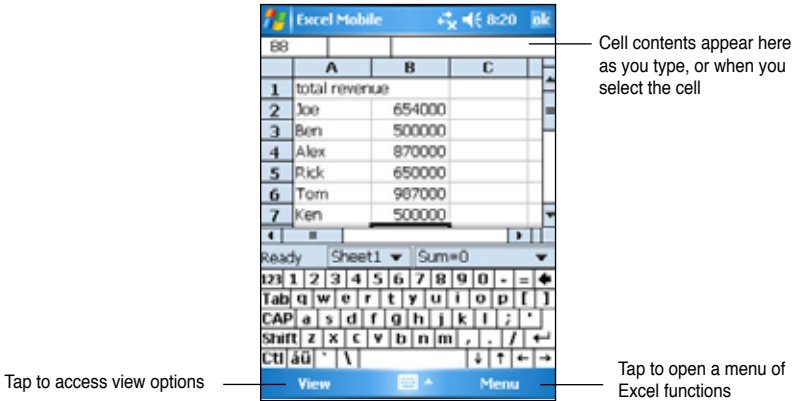 Excel Mobile 8:20 ok
B8
Cell contents appear here
as you type, or when you
select the cell
A B C
1 total revenue
2 Joe 654000
3 Ben 500000
4 Alex 870000
5 Rick 650000
6 Tom 987000
7 Ken 500000
Ready Sheet1 Sum=0
123 1 2 3 4 5 6 7 8 9 0 - =
Tab q w e r t y u i o p [ ]
CAP a s d f g h j k l ; '
Shift z x c v b n m , . /
Ctl áü ` \
View Menu
Tap to access view options
Tap to open a menu of
Excel functions